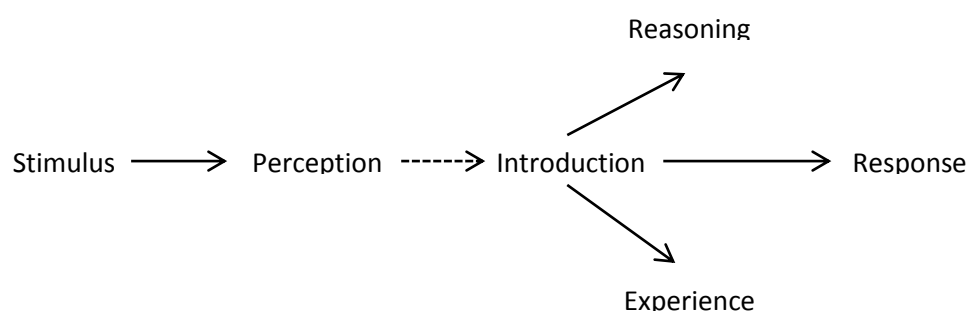 Reasoning
Stimulus Perception Introduction Response
Experience